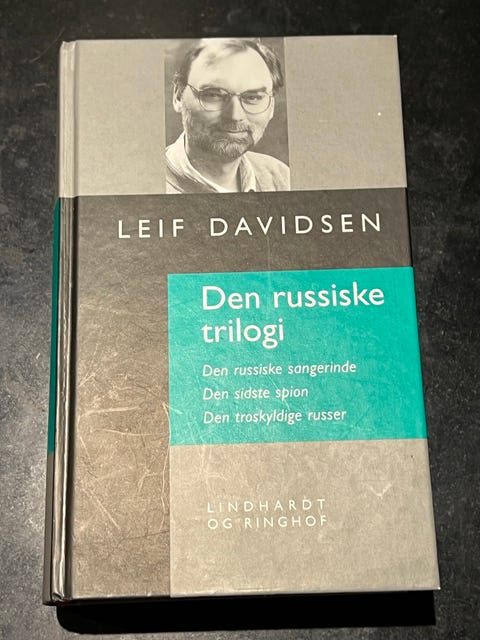 LEIF DAVIDSEN
Den russiske
trilogi
Den russiske sangerinde
Den sidste spion
Den troskyldige russer
LINDHARDT
OG RINGHOF